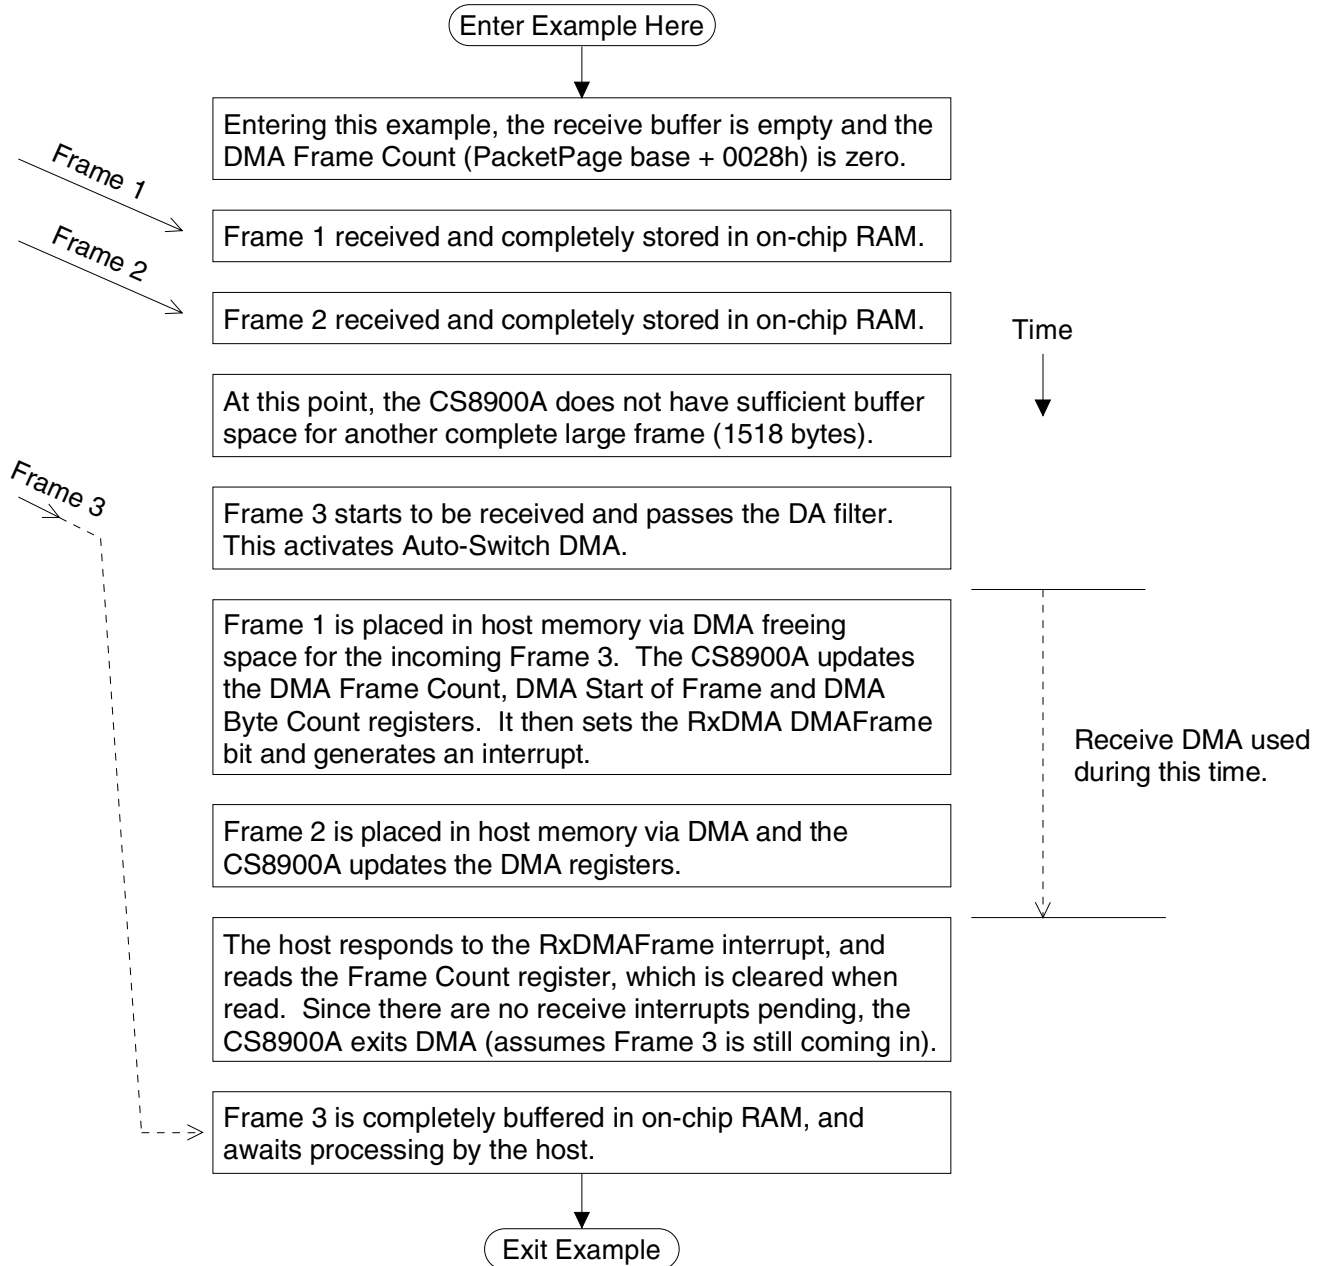 Enter Example Here
Entering this example, the receive buffer is empty and the
DMA Frame Count (PacketPage base + 0028h) is zero.
Frame 1
Frame 1 received and completely stored in on-chip RAM.
Frame 2
Frame 2 received and completely stored in on-chip RAM.
Time
At this point, the CS8900A does not have sufficient buffer
space for another complete large frame (1518 bytes).
Frame 3
Frame 3 starts to be received and passes the DA filter.
This activates Auto-Switch DMA.
Frame 1 is placed in host memory via DMA freeing
space for the incoming Frame 3.  The CS8900A updates
the DMA Frame Count, DMA Start of Frame and DMA
Byte Count registers.  It then sets the RxDMA DMAFrame
bit and generates an interrupt.
Receive DMA used
during this time.
Frame 2 is placed in host memory via DMA and the
CS8900A updates the DMA registers.
The host responds to the RxDMAFrame interrupt, and
reads the Frame Count register, which is cleared when
read.  Since there are no receive interrupts pending, the
CS8900A exits DMA (assumes Frame 3 is still coming in).
Frame 3 is completely buffered in on-chip RAM, and
awaits processing by the host.
Exit Example